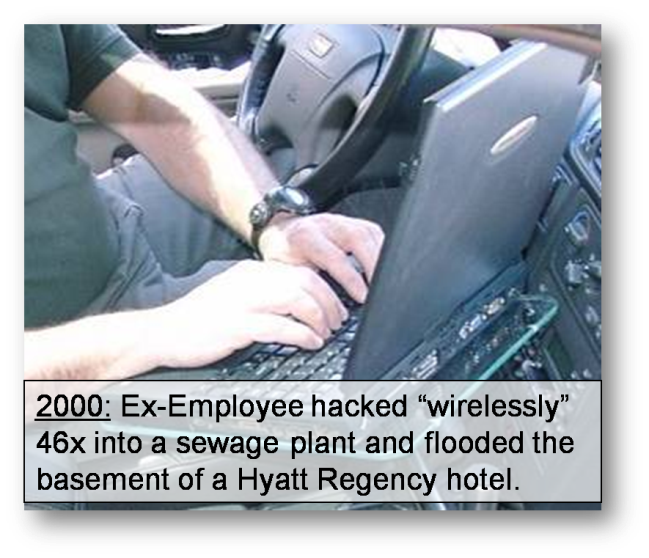 2000: Ex-Employee hacked “wirelessly”
46x into a sewage plant and flooded the
basement of a Hyatt Regency hotel.